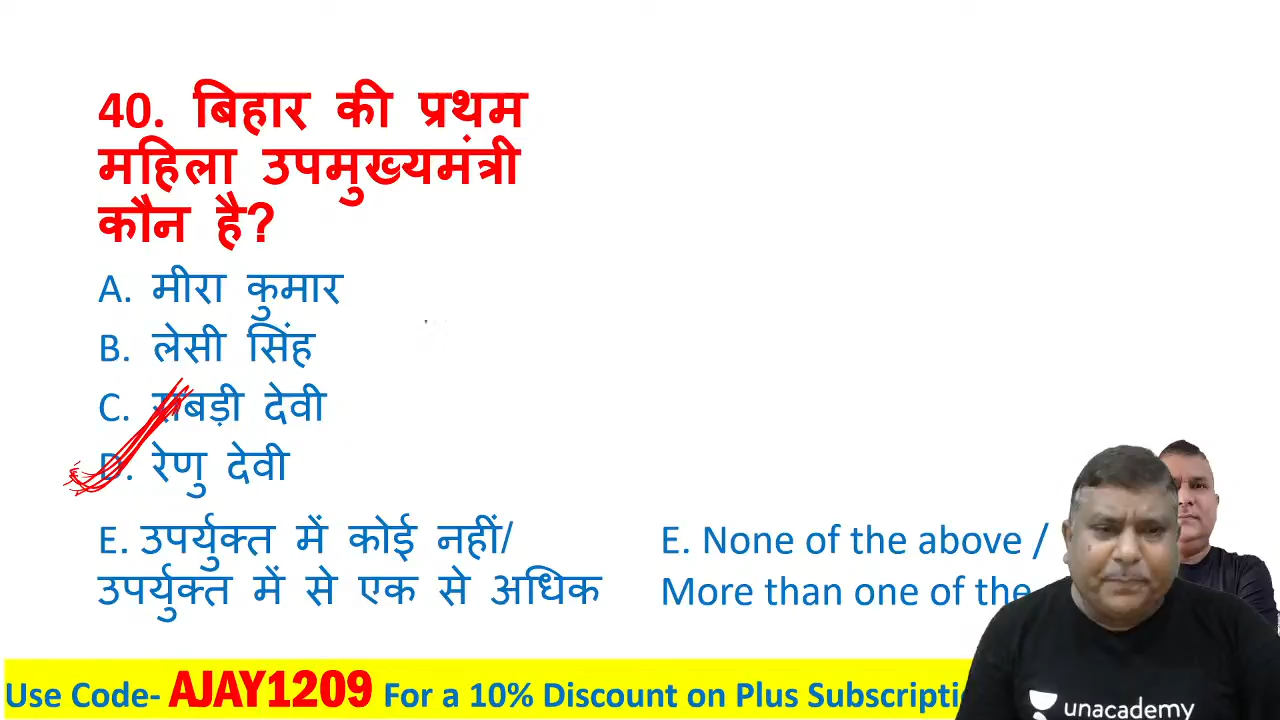 40. बिहार की प्रथम
महिला उपमुख्यमंत्री
कौन है?
A. मीरा कुमार
B. लेसी सिंह
C. राबड़ी देवी
D. रेणु देवी
E. उपर्युक्त में कोई नहीं/
उपर्युक्त में से एक से अधिक
E. None of the above /
More than one of the
Use Code- AJAY1209 For a 10% Discount on Plus
unacademy